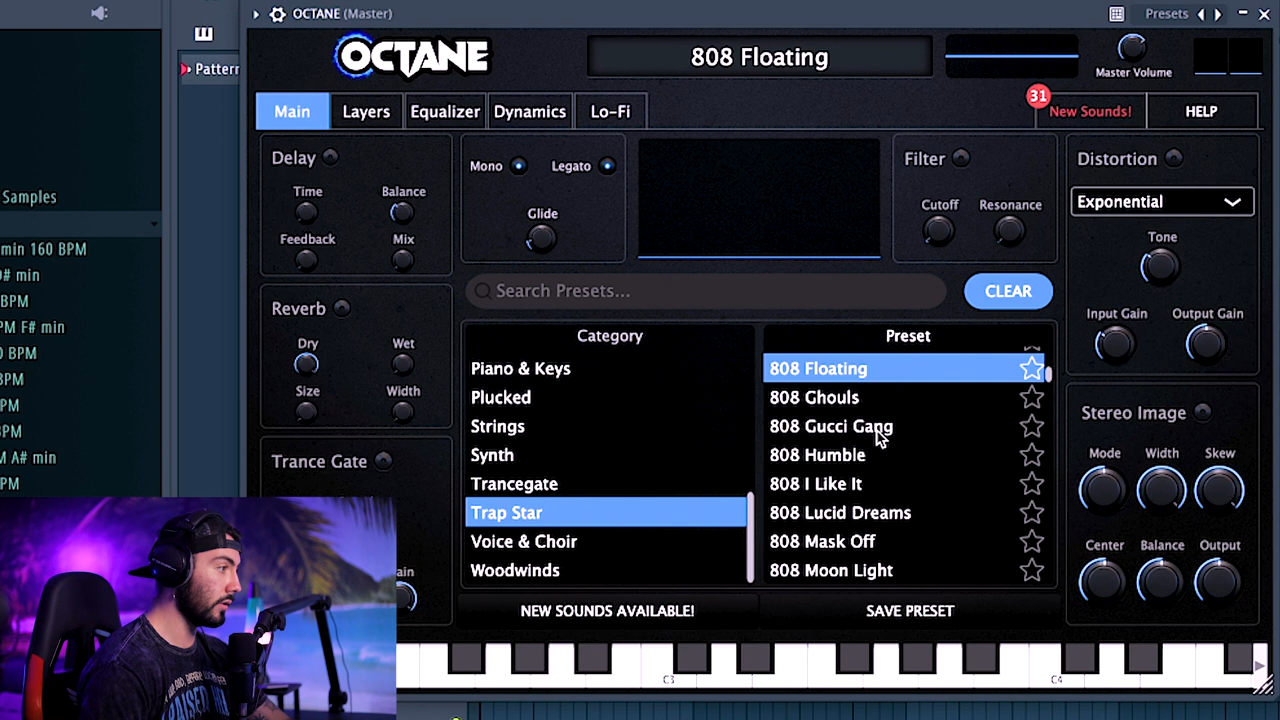 OCTANE (Master)
Presets
Pattern
OCTANE
808 Floating
Master Volume
Main
Layers
Equalizer
Dynamics
Lo-Fi
31
New Sounds!
HELP
Delay
Time
Balance
Feedback
Mix
Mono
Legato
Glide
Filter
Cutoff
Resonance
Distortion
Exponential
Tone
Input Gain
Output Gain
Samples
min 160 BPM
# min
BPM
PM F# min
0 BPM
BPM
PM
BPM
A# min
PM
Search Presets...
CLEAR
Reverb
Dry
Wet
Size
Width
Category
Piano & Keys
Plucked
Strings
Synth
Trancegate
Trap Star
Voice & Choir
Woodwinds
Preset
808 Floating
808 Ghouls
808 Gucci Gang
808 Humble
808 I Like It
808 Lucid Dreams
808 Mask Off
808 Moon Light
Trance Gate
ain
Stereo Image
Mode
Width
Skew
Center
Balance
Output
NEW SOUNDS AVAILABLE!
SAVE PRESET
C3
C4